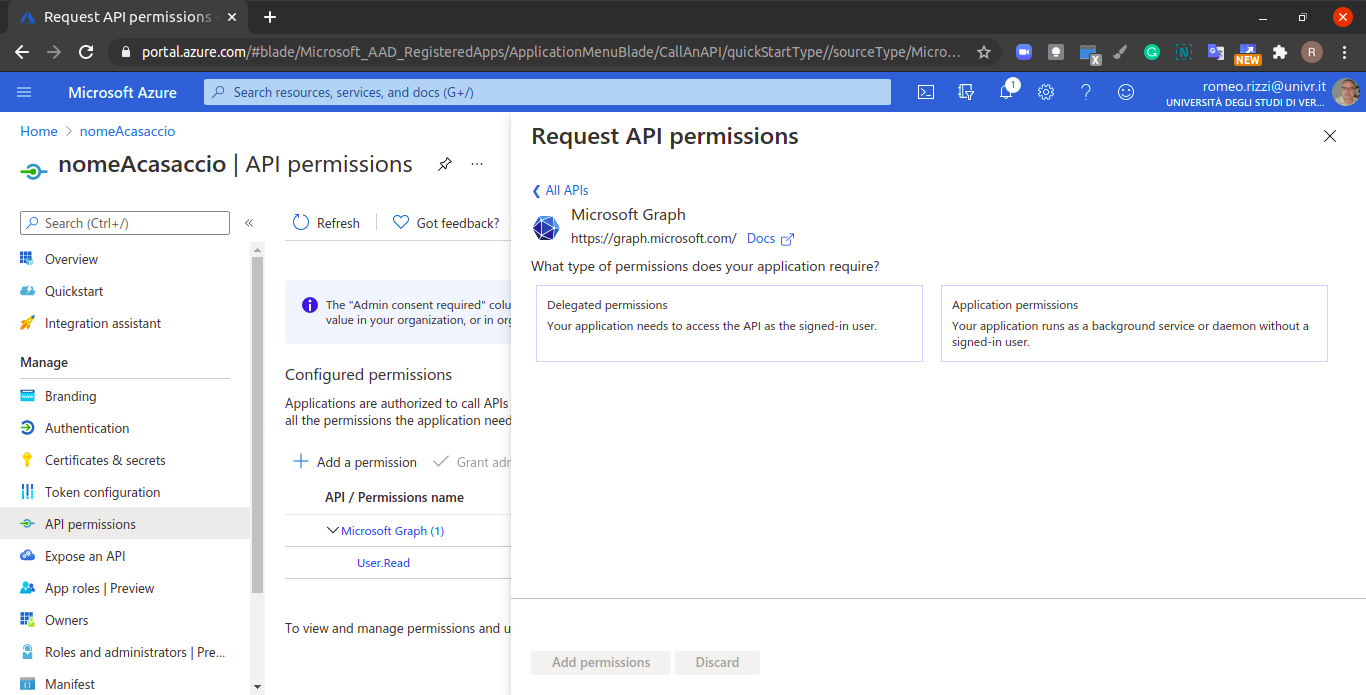 Request API permissions
portal.azure.com/#blade/Microsoft_AAD_RegisteredApps/ApplicationMenuBlade/CallAnAPI/quickStartType//sourceType/Micro...
X
G
N
NEW
R
Microsoft Azure
Search resources, services, and docs (G+/)
1
romeo.rizzi@univr.it
UNIVERSITÀ DEGLI STUDI DI VER...
Home > nomeAcasaccio
nomeAcasaccio | API permissions
...
Search (Ctrl+/)
«
Overview
Quickstart
Integration assistant
Manage
Branding
Authentication
Certificates & secrets
Token configuration
API permissions
Expose an API
App roles | Preview
Owners
Roles and administrators | Pre...
Manifest
Refresh
Got feedback?
The "Admin consent required" colu
value in your organization, or in org
Configured permissions
Applications are authorized to call APIs
all the permissions the application need
Add a permission
Grant adr
API / Permissions name
Microsoft Graph (1)
User.Read
To view and manage permissions and u
Request API permissions
All APIs
Microsoft Graph
https://graph.microsoft.com/ Docs
What type of permissions does your application require?
Delegated permissions
Your application needs to access the API as the signed-in user.
Application permissions
Your application runs as a background service or daemon without a
signed-in user.
Add permissions
Discard